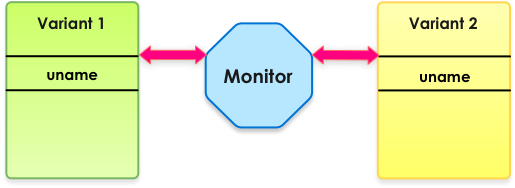 Variant 1
uname
Monitor
Variant 2
uname